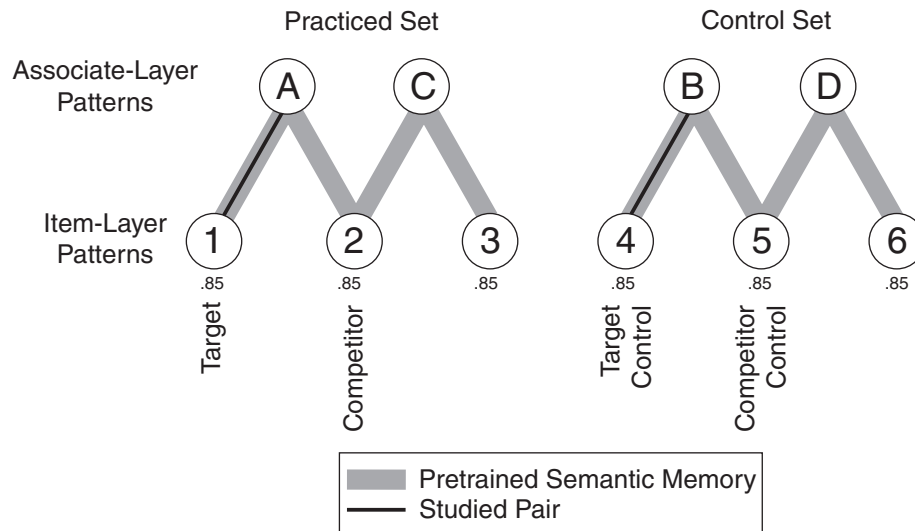 Practiced Set
Control Set
Associate-Layer
Patterns
A
C
B
D
Item-Layer
Patterns
1
2
3
4
5
6
.85
.85
.85
.85
.85
.85
Target
Competitor
Target
Control
Competitor
Control
Pretrained Semantic Memory
Studied Pair